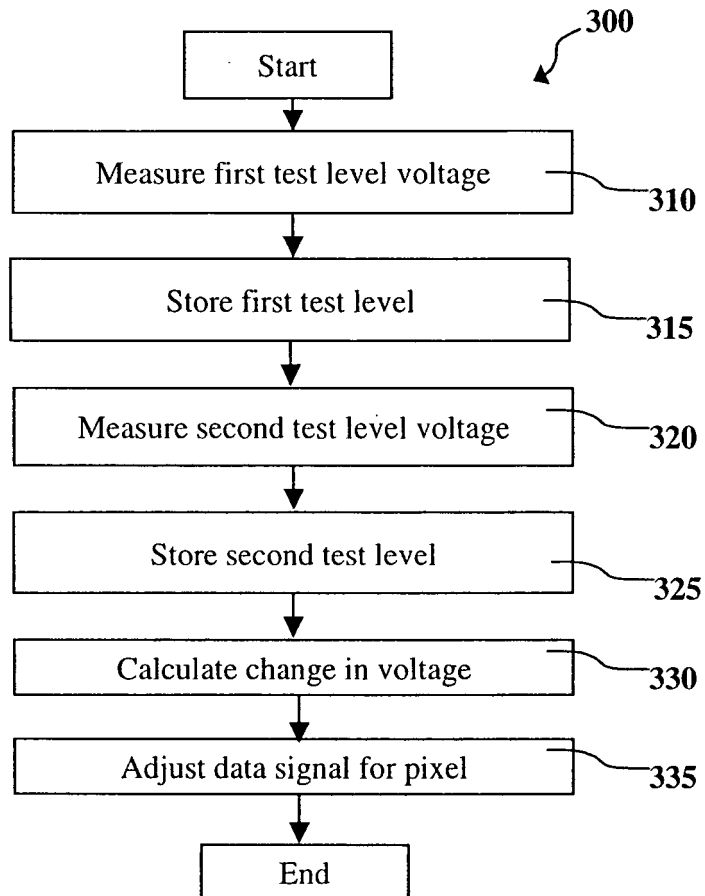 300
Start
Measure first test level voltage
310
Store first test level
315
Measure second test level voltage
320
Store second test level
325
Calculate change in voltage
330
Adjust data signal for pixel
335
End